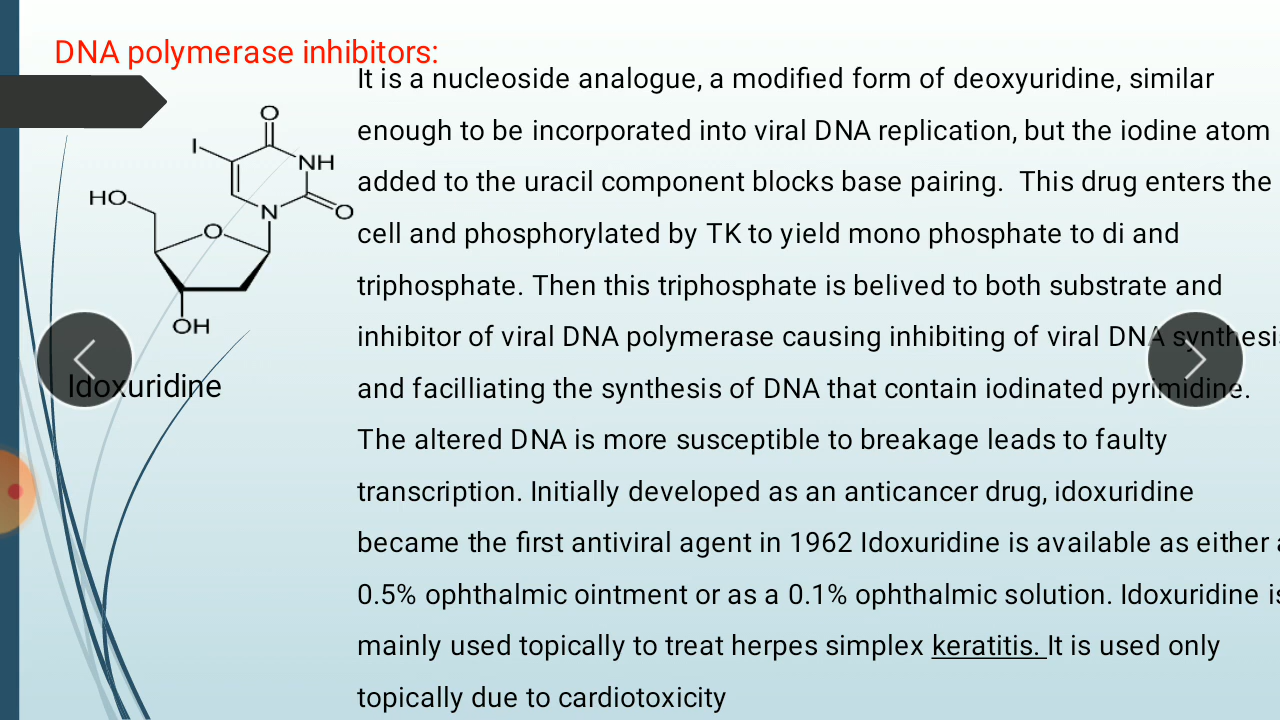 DNA polymerase inhibitors:
It is a nucleoside analogue, a modified form of deoxyuridine, similar
enough to be incorporated into viral DNA replication, but the iodine atom
added to the uracil component blocks base pairing.  This drug enters the
cell and phosphorylated by TK to yield mono phosphate to di and
triphosphate. Then this triphosphate is belived to both substrate and
inhibitor of viral DNA polymerase causing inhibiting of viral DNA synthesis
and facilliating the synthesis of DNA that contain iodinated pyrimidine.
The altered DNA is more susceptible to breakage leads to faulty
transcription. Initially developed as an anticancer drug, idoxuridine
became the first antiviral agent in 1962 Idoxuridine is available as either a
0.5% ophthalmic ointment or as a 0.1% ophthalmic solution. Idoxuridine is
mainly used topically to treat herpes simplex keratitis. It is used only
topically due to cardiotoxicity
O
I
NH
HO
N
O
O
OH
Idoxuridine